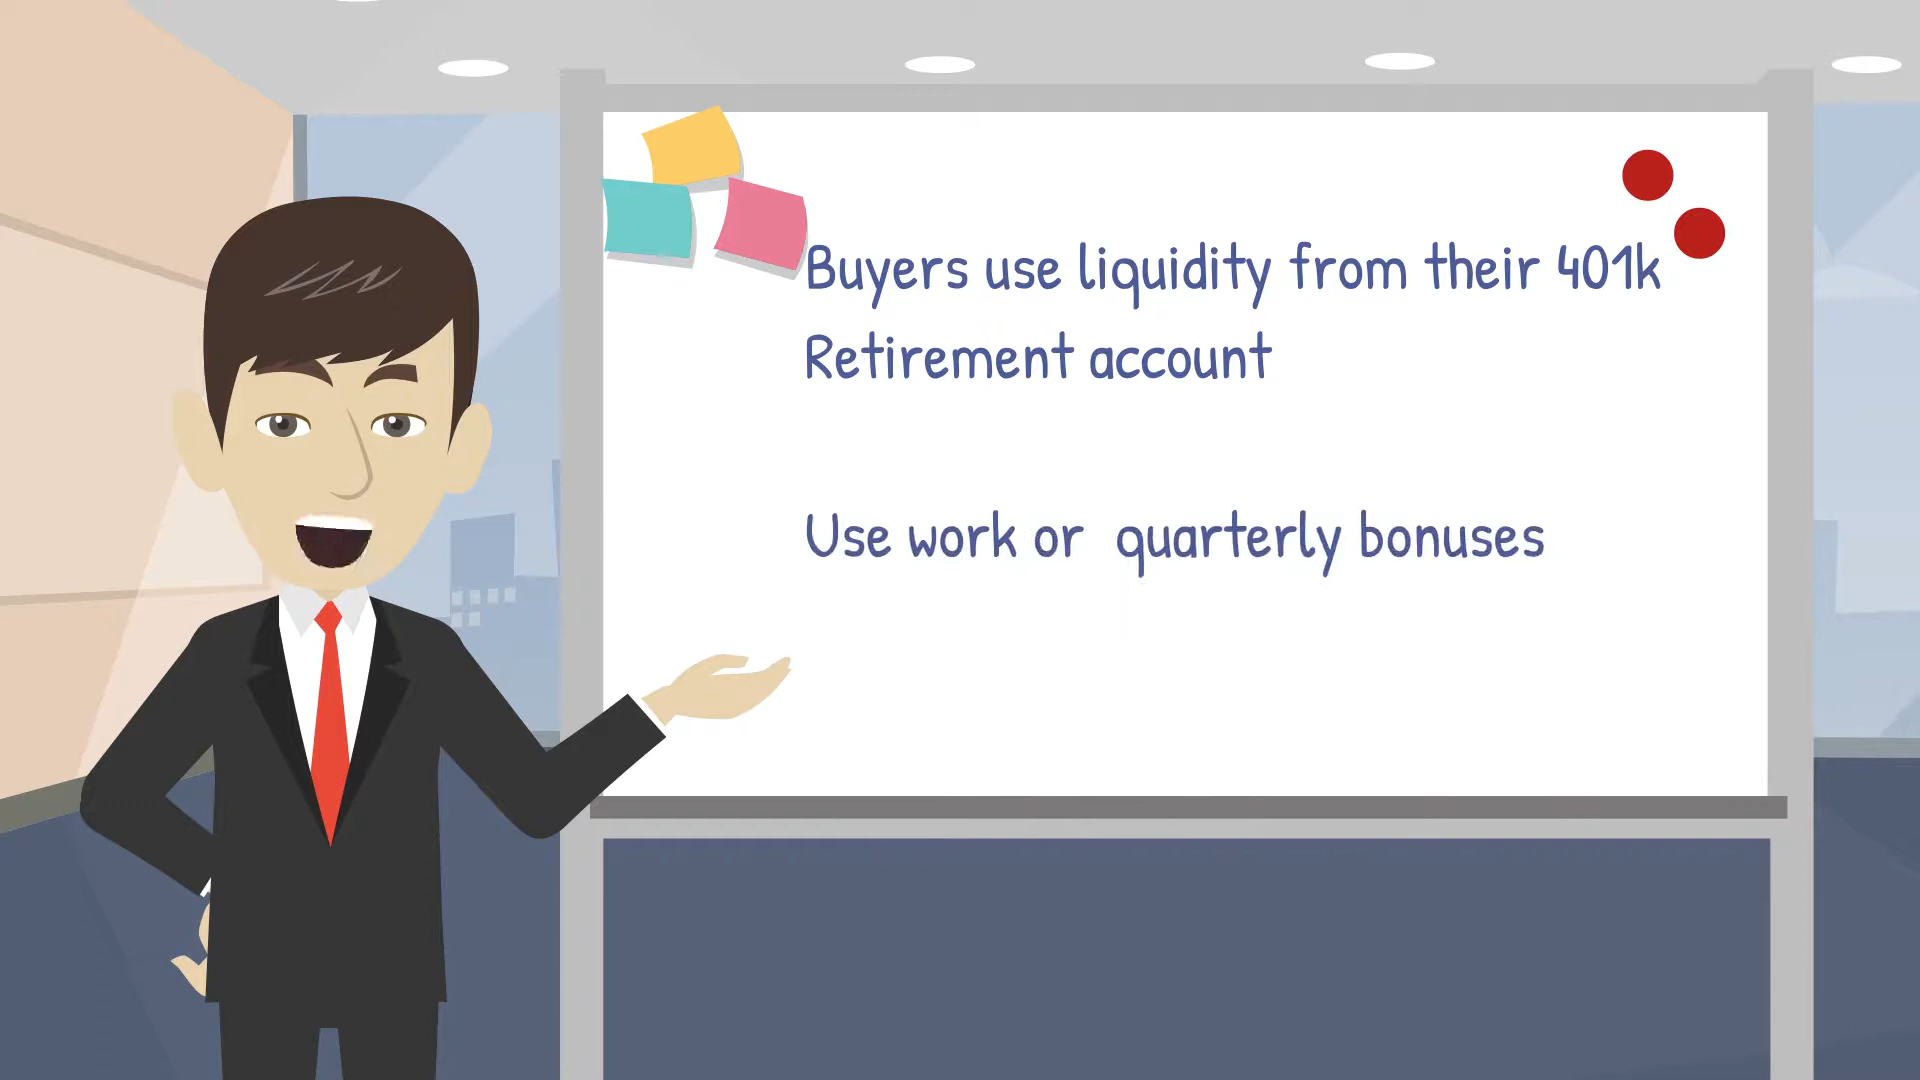 Buyers use liquidity from their 401k
Retirement account
Use work or  quarterly bonuses